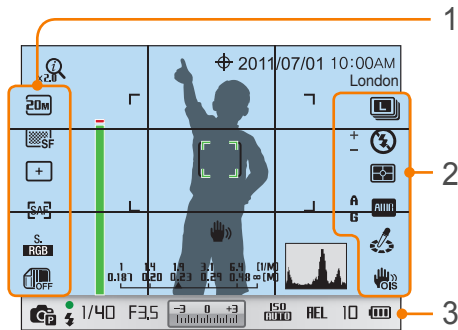 1
i
x2.0
2011/07/01 10:00AM
London
20M
L
SF
+
-
+
SAF
A
G
AWB
S.
RGB
OFF
OIS
2
1 1.4 1.9 3.1 6.4 (1/M)
0.187 0.20 0.23 0.29 0.48 ∞ (M)
P
1/40 F3.5
-3 0 +3
ISO
AUTO
AEL
10
3